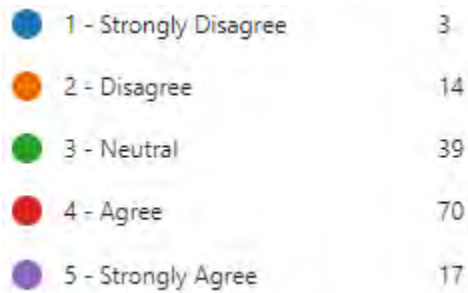 1 - Strongly Disagree 3
2 - Disagree 14
3 - Neutral 39
4 - Agree 70
5 - Strongly Agree 17